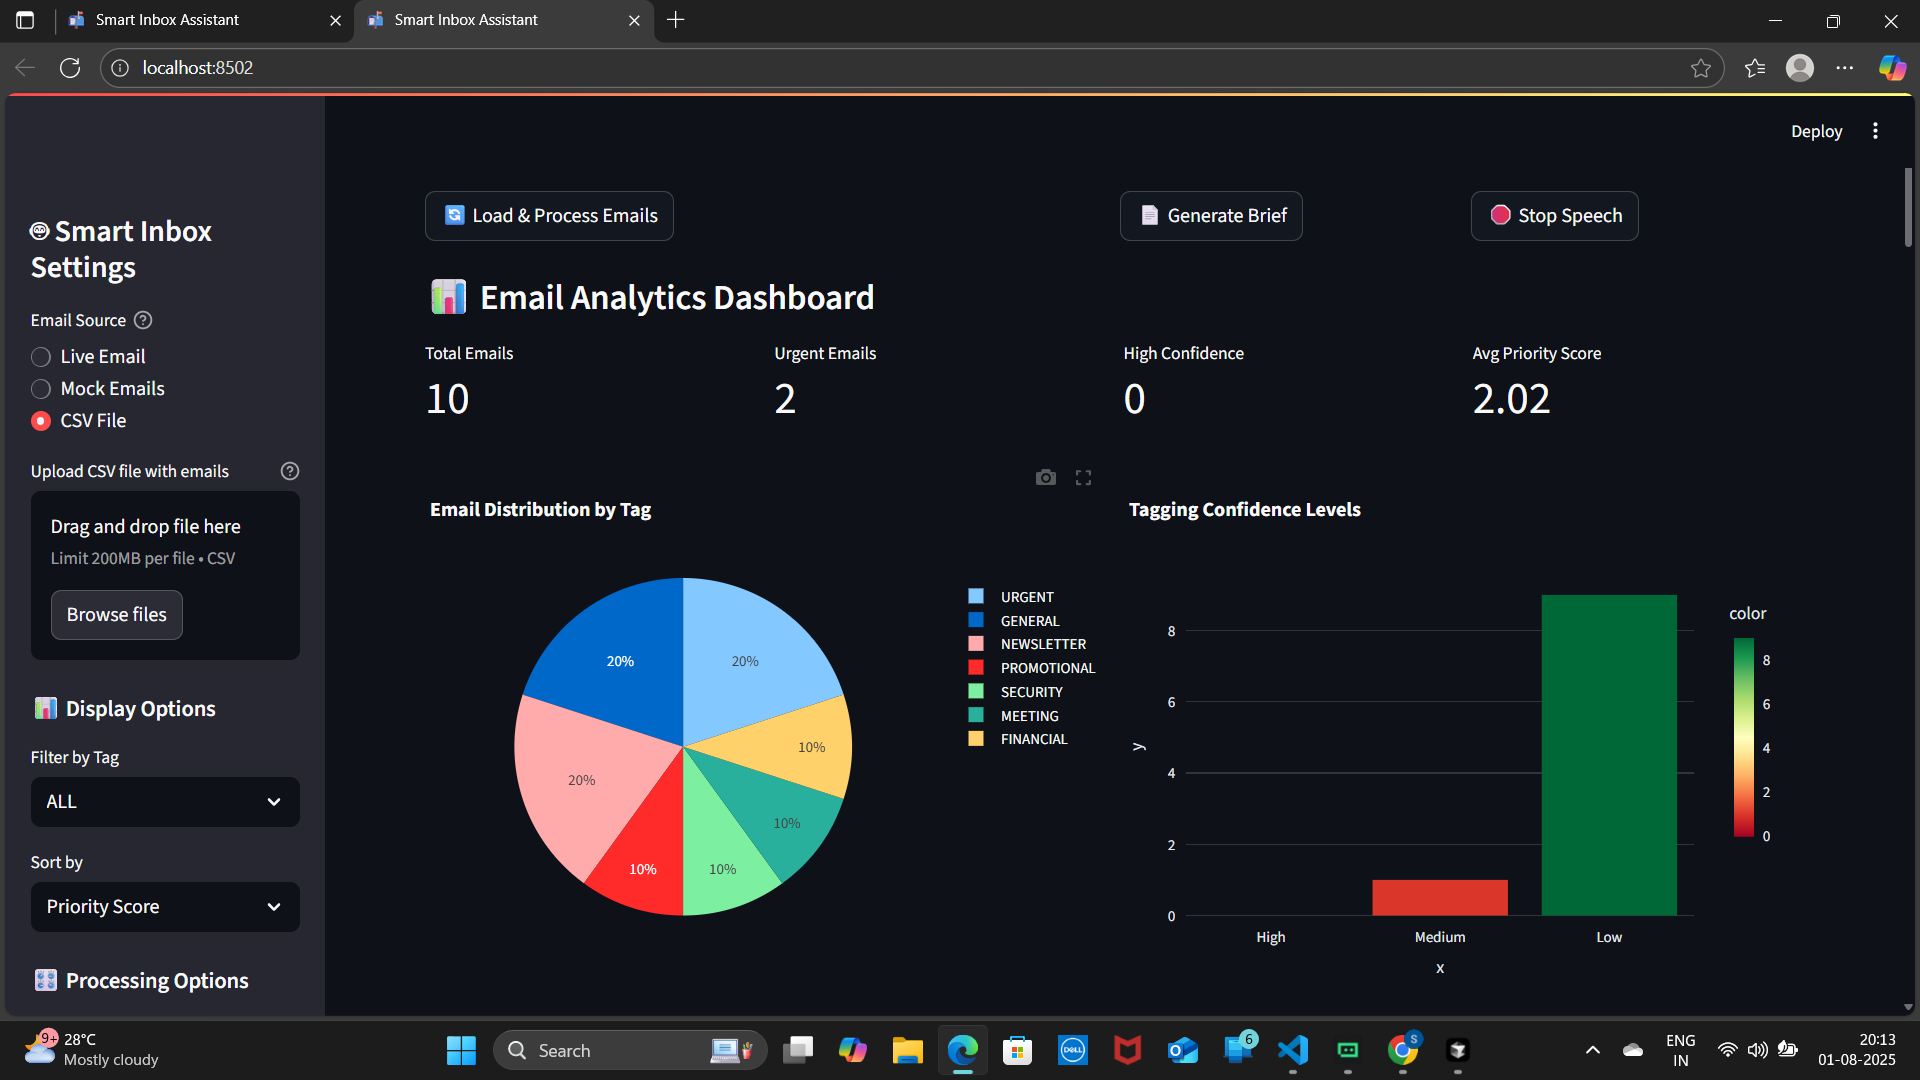 Smart Inbox Assistant
Smart Inbox Assistant
localhost:8502
Deploy
Smart Inbox
Settings
Email Source
Live Email
Mock Emails
CSV File
Upload CSV file with emails
Drag and drop file here
Limit 200MB per file • CSV
Browse files
Display Options
Filter by Tag
ALL
Sort by
Priority Score
Processing Options
Load & Process Emails
Generate Brief
Stop Speech
Email Analytics Dashboard
Total Emails
10
Urgent Emails
2
High Confidence
0
Avg Priority Score
2.02
Email Distribution by Tag
20%
20%
10%
20%
10%
10%
10%
URGENT
GENERAL
NEWSLETTER
PROMOTIONAL
SECURITY
MEETING
FINANCIAL
Tagging Confidence Levels
y
8
6
4
2
0
High
Medium
Low
x
color
8
6
4
2
0
9+
28°C
Mostly cloudy
Search
DELL
6
S
ENG
IN
20:13
01-08-2025